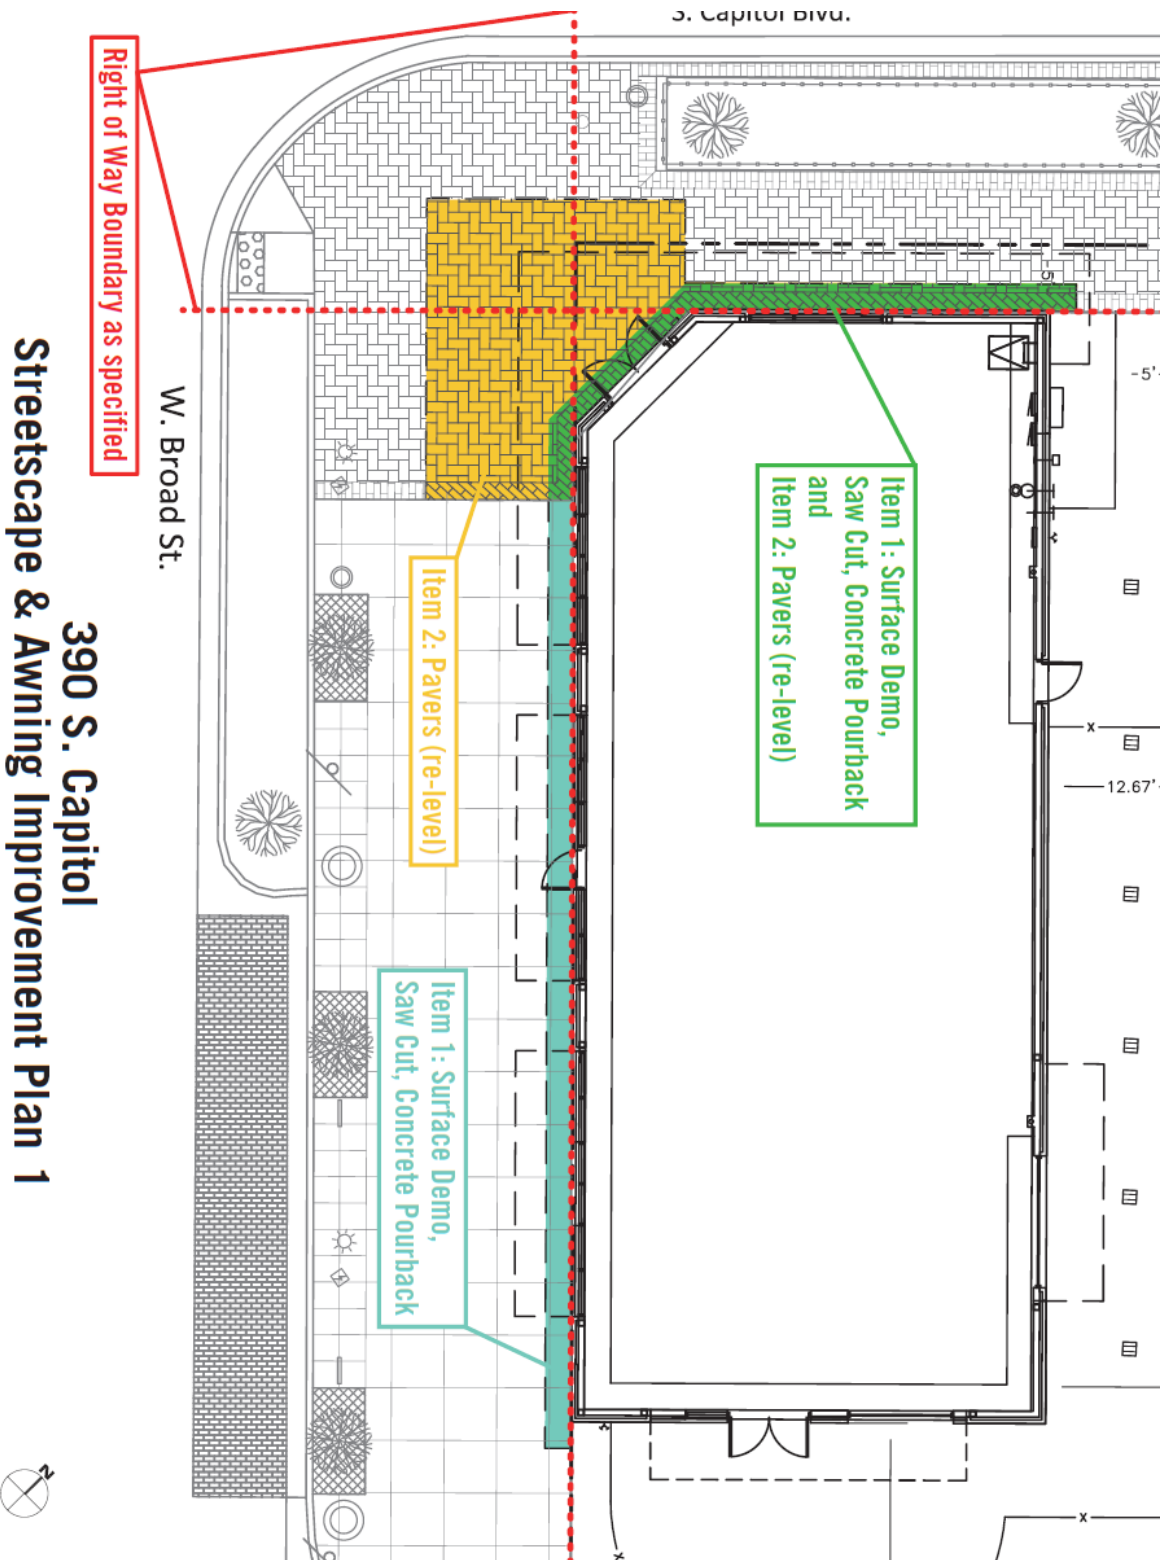 S. Capitol Blvd.
Right of Way Boundary as specified
W. Broad St.
390 S. Capitol
Streetscape & Awning Improvement Plan 1
Item 1: Surface Demo,
Saw Cut, Concrete Pourback
and
Item 2: Pavers (re-level)
Item 2: Pavers (re-level)
Item 1: Surface Demo,
Saw Cut, Concrete Pourback
-5'-
12.67'
5
x
x
x
N